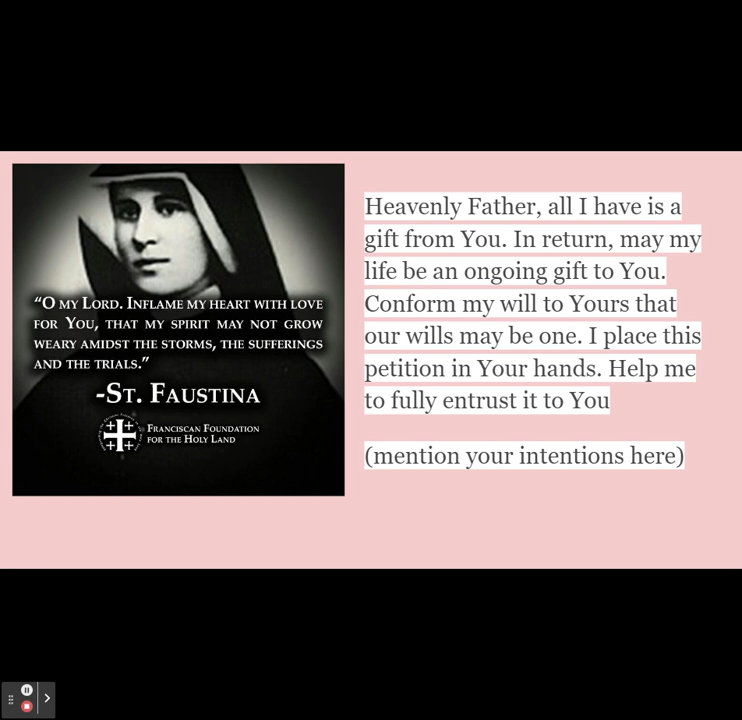 “O my Lord. Inflame my heart with love
for You, that my spirit may not grow
weary amidst the storms, the sufferings
and the trials.”
-St. Faustina
Franciscan Foundation
for the Holy Land
Heavenly Father, all I have is a
gift from You. In return, may my
life be an ongoing gift to You.
Conform my will to Yours that
our wills may be one. I place this
petition in Your hands. Help me
to fully entrust it to You
(mention your intentions here)